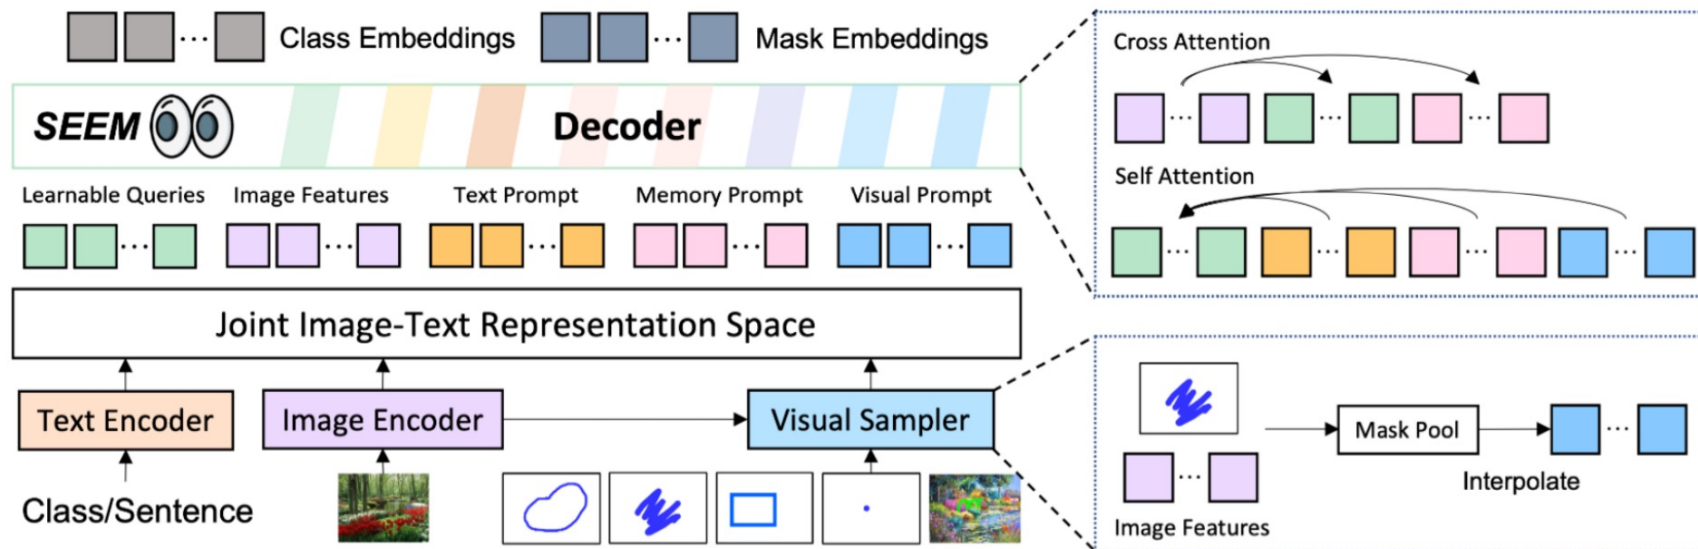 Class Embeddings
Mask Embeddings
SEEM
Decoder
Learnable Queries
Image Features
Text Prompt
Memory Prompt
Visual Prompt
Joint Image-Text Representation Space
Text Encoder
Image Encoder
Visual Sampler
Class/Sentence
Cross Attention
Self Attention
Mask Pool
Interpolate
Image Features